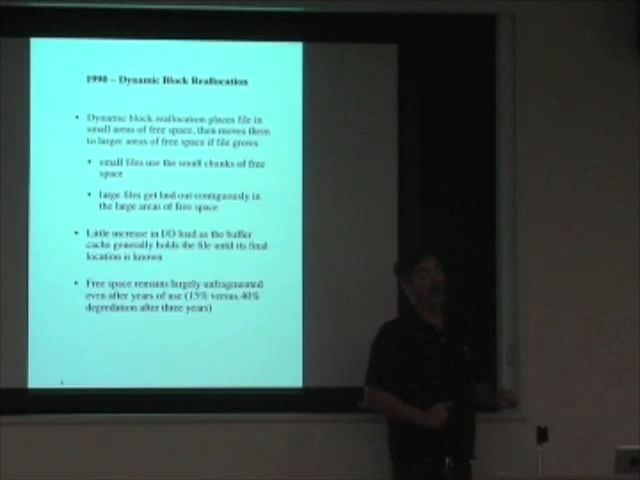 1990 – Dynamic Block Reallocation
• Dynamic block reallocation places file in
small areas of free space, then moves them
to larger areas of free space if file grows
• small files use the small chunks of free
space
• large files get laid out contiguously in
the large areas of free space
• Little increase in I/O load as the buffer
cache generally holds the file until its final
location is known
• Free space remains largely unfragmented
even after years of use (15% versus 40%
degredation after three years)